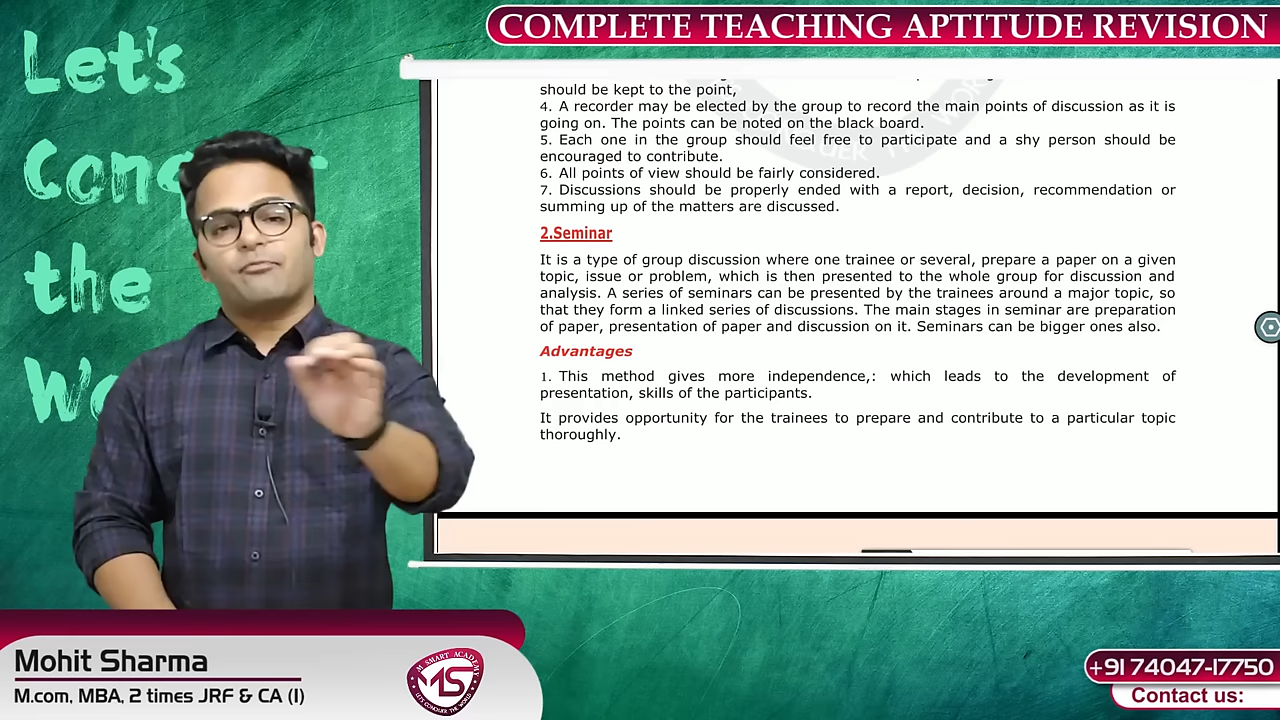 COMPLETE TEACHING APTITUDE REVISION
Let's
the
should be kept to the point,
4. A recorder may be elected by the group to record the main points of discussion as it is
going on. The points can be noted on the black board.
5. Each one in the group should feel free to participate and a shy person should be
encouraged to contribute.
6. All points of view should be fairly considered.
7. Discussions should be properly ended with a report, decision, recommendation or
summing up of the matters are discussed.
2.Seminar
It is a type of group discussion where one trainee or several, prepare a paper on a given
topic, issue or problem, which is then presented to the whole group for discussion and
analysis. A series of seminars can be presented by the trainees around a major topic, so
that they form a linked series of discussions. The main stages in seminar are preparation
of paper, presentation of paper and discussion on it. Seminars can be bigger ones also.
Advantages
1. This method gives more independence,: which leads to the development of
presentation, skills of the participants.
It provides opportunity for the trainees to prepare and contribute to a particular topic
thoroughly.
Mohit Sharma
M.com, MBA, 2 times JRF & CA (I)
M SMART ACADEMY
MS
LET'S CONQUER THE WORLD
+91 74047-17750
Contact us: